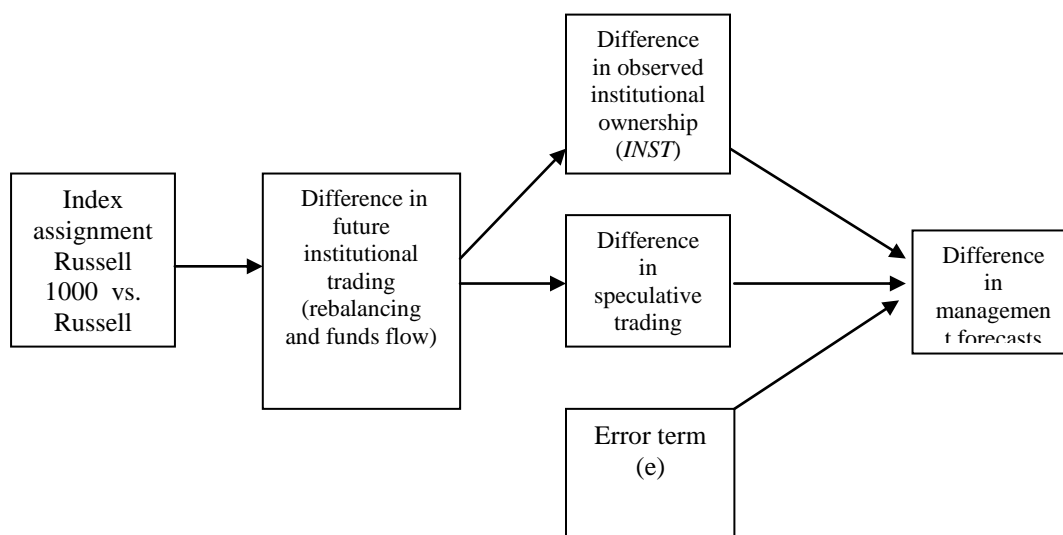 Index
assignment
Russell
1000 vs.
Russell
Difference in
future
institutional
trading
(rebalancing
and funds flow)
Difference
in observed
institutional
ownership
(INST)
Difference
in
speculative
trading
Error term
(e)
Difference
in
managemen
t forecasts